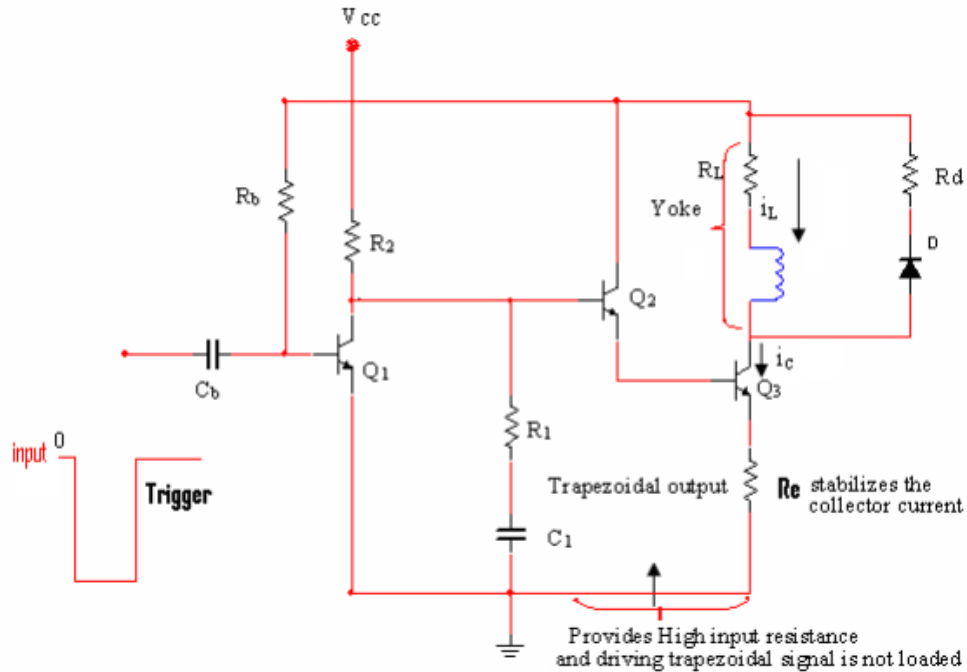 V CC
Rb
R2
RL
Rd
Yoke
iL
D
Q2
iC
Q1
Q3
Cb
R1
input 0
Trigger
Trapezoidal output
Re stabilizes the
collector current
C1
Provides High input resistance
and driving trapezoidal signal is not loaded